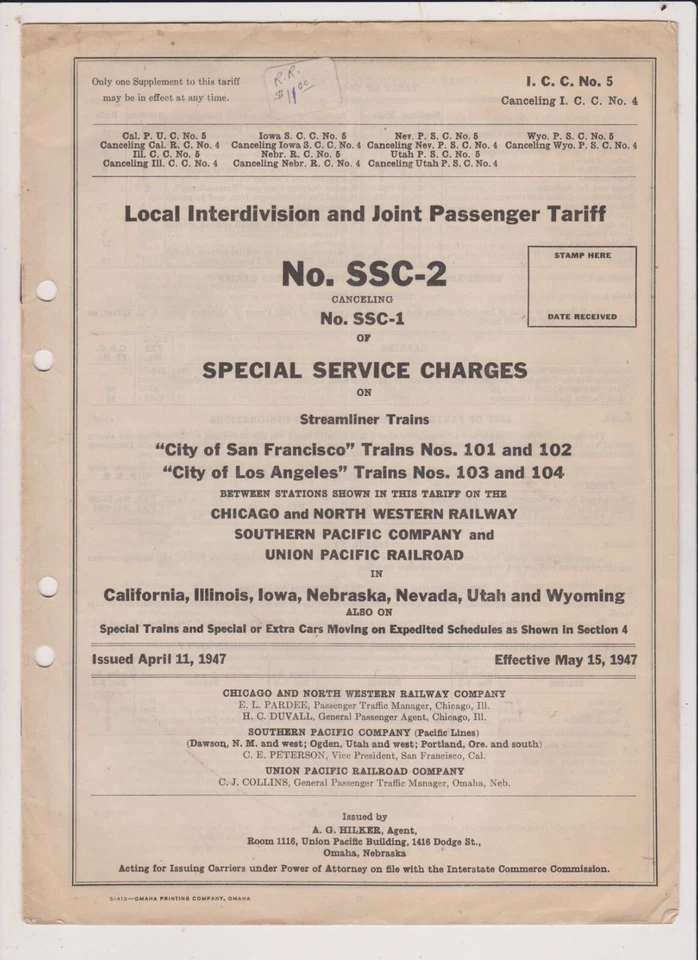 Only one Supplement to this tariff
may be in effect at any time.
R.R.
$11.00
I. C. C. No. 5
Canceling I. C. C. No. 4
Cal. P. U. C. No. 5
Canceling Cal. R. C. No. 4
Ill. C. C. No. 5
Canceling Ill. C. C. No. 4
Iowa S. C. C. No. 5
Canceling Iowa S. C. C. No. 4
Nebr. R. C. No. 5
Canceling Nebr. R. C. No. 4
Nev. P. S. C. No. 5
Canceling Nev. P. S. C. No. 4
Utah P. S. C. No. 5
Canceling Utah P. S. C. No. 4
Wyo. P. S. C. No. 5
Canceling Wyo. P. S. C. No. 4
Local Interdivision and Joint Passenger Tariff
No. SSC-2
CANCELING
No. SSC-1
OF
STAMP HERE
DATE RECEIVED
SPECIAL SERVICE CHARGES
ON
Streamliner Trains
"City of San Francisco" Trains Nos. 101 and 102
"City of Los Angeles" Trains Nos. 103 and 104
BETWEEN STATIONS SHOWN IN THIS TARIFF ON THE
CHICAGO and NORTH WESTERN RAILWAY
SOUTHERN PACIFIC COMPANY and
UNION PACIFIC RAILROAD
IN
California, Illinois, Iowa, Nebraska, Nevada, Utah and Wyoming
ALSO ON
Special Trains and Special or Extra Cars Moving on Expedited Schedules as Shown in Section 4
Issued April 11, 1947
Effective May 15, 1947
CHICAGO AND NORTH WESTERN RAILWAY COMPANY
E. L. PARDEE, Passenger Traffic Manager, Chicago, Ill.
H. C. DUVALL, General Passenger Agent, Chicago, Ill.
SOUTHERN PACIFIC COMPANY (Pacific Lines)
(Dawson, N. M. and west; Ogden, Utah and west; Portland, Ore. and south)
C. E. PETERSON, Vice President, San Francisco, Cal.
UNION PACIFIC RAILROAD COMPANY
C. J. COLLINS, General Passenger Traffic Manager, Omaha, Neb.
Issued by
A. G. HILKER, Agent,
Room 1116, Union Pacific Building, 1416 Dodge St.,
Omaha, Nebraska
Acting for Issuing Carriers under Power of Attorney on file with the Interstate Commerce Commission.
51413—OMAHA PRINTING COMPANY, OMAHA